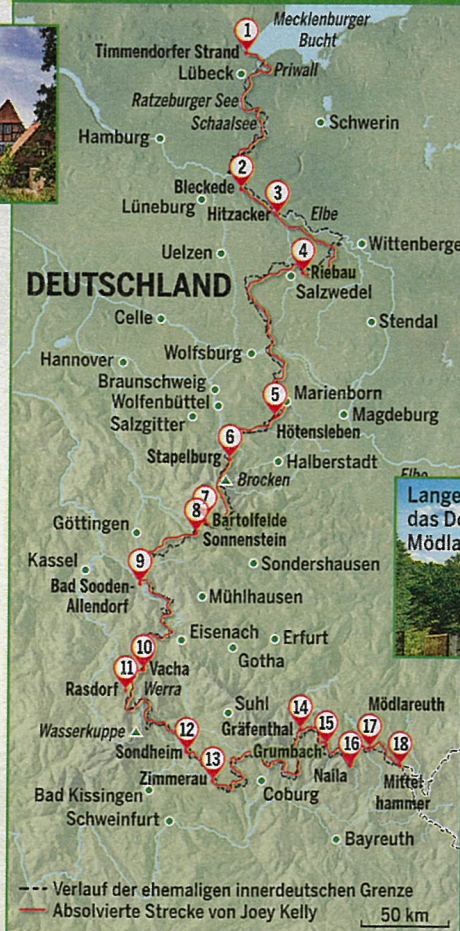 Mecklenburger
Bucht
1
Timmendorfer Strand
Lübeck
Priwall
Ratzeburger See
Schaalsee
Schwerin
Hamburg
2
Bleckede
3
Lüneburg
Hitzacker
Elbe
Wittenberge
4
Uelzen
Riebau
DEUTSCHLAND
Salzwedel
Celle
Stendal
Hannover
Wolfsburg
Braunschweig
Marienborn
5
Wolfenbüttel
Magdeburg
Salzgitter
Hötensleben
6
Stapelburg
Halberstadt
Brocken
Elbe
7
Lange
8
Göttingen
Bartolfelde
das De
Sonnenstein
Mödla
9
Kassel
Sondershausen
Bad Sooden-
Allendorf
Mühlhausen
10
Eisenach
Erfurt
Gotha
11
Vacha
Rasdorf
Werra
Suhl
Mödlareuth
14
Gräfenthal
15
17
Wasserkuppe
12
16
18
Sondheim
Grumbach
13
Zimmerau
Naila
Mittel-
hammer
Bad Kissingen
Coburg
Schweinfurt
Bayreuth
Verlauf der ehemaligen innerdeutschen Grenze
Absolvierte Strecke von Joey Kelly
50 km